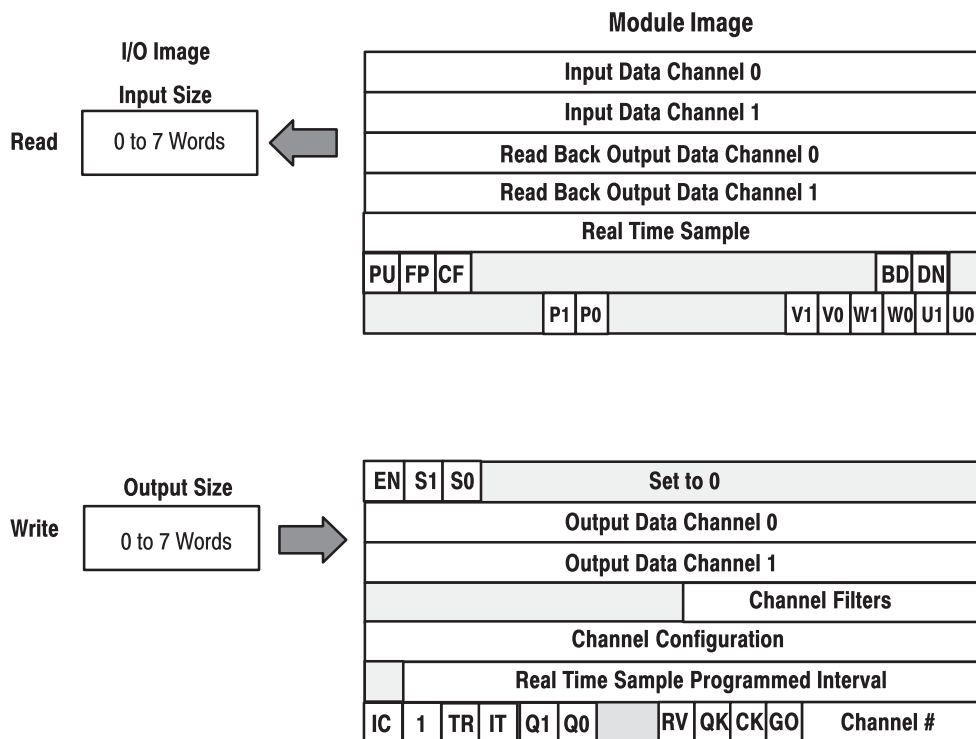 Module Image
I/O Image
Input Size
Read
0 to 7 Words
Input Data Channel 0
Input Data Channel 1
Read Back Output Data Channel 0
Read Back Output Data Channel 1
Real Time Sample
PU FP CF BD DN
P1 P0 V1 V0 W1 W0 U1 U0
Output Size
Write
0 to 7 Words
EN S1 S0 Set to 0
Output Data Channel 0
Output Data Channel 1
Channel Filters
Channel Configuration
Real Time Sample Programmed Interval
IC 1 TR IT Q1 Q0 RV QK CK GO Channel #